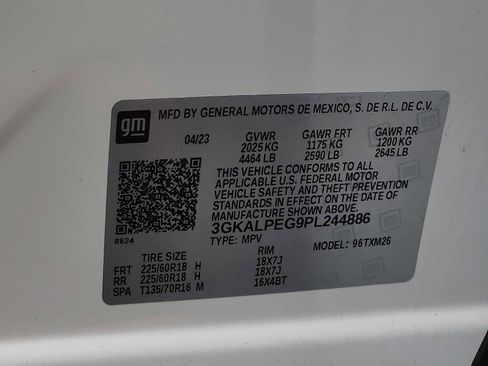 gm
MFD BY GENERAL MOTORS DE MEXICO, S. DE R.L. DE C.V.
04/23 GVWR GAWR FRT GAWR RR
2025 KG 1175 KG 1200 KG
4464 LB 2590 LB 2645 LB
THIS VEHICLE CONFORMS TO ALL
APPLICABLE U.S. FEDERAL MOTOR
VEHICLE SAFETY AND THEFT PREVENTION
STANDARDS IN EFFECT ON THE DATE OF
MANUFACTURE SHOWN ABOVE.
3GKALPEG9PL244886
8624 TYPE: MPV MODEL: 96TXM26
TIRE SIZE RIM
FRT 225/60R18 H 18X7J
RR 225/60R18 H 18X7J
SPA T135/70R16 M 16X4BT